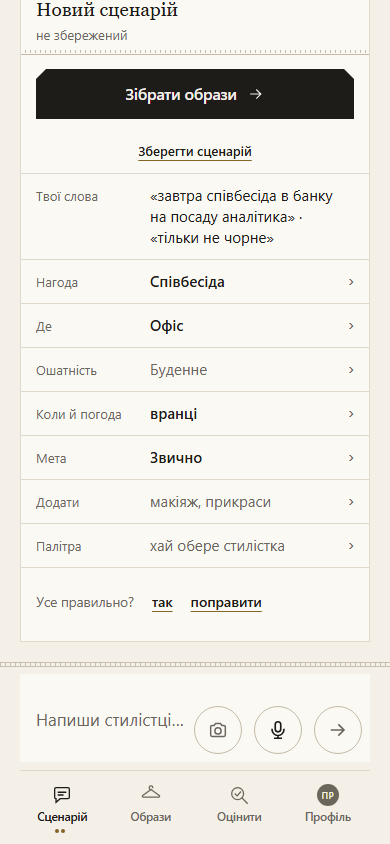 Новий сценарій
не збережений
Зібрати образи →
Зберегти сценарій
Твої слова
«завтра співбесіда в банку
на посаду аналітика» ·
«тільки не чорне»
Нагода Співбесіда
Де Офіс
Ошатність Буденне
Коли й погода вранці
Мета Звично
Додати макіяж, прикраси
Палітра хай обере стилістка
Усе правильно? так поправити
Напиши стилістці...
ПР
Сценарій Образи Оцінити Профіль